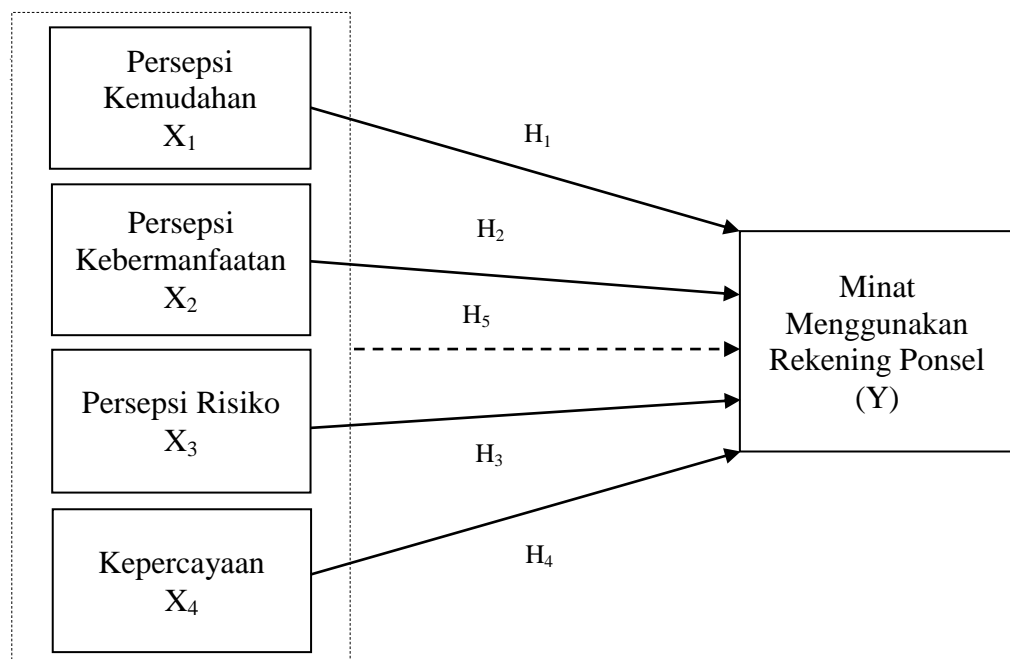 Persepsi
Kemudahan
X₁
H₁
Persepsi
Kebermanfaatan
X₂
H₂
H₅
Persepsi Risiko
X₃
H₃
Kepercayaan
X₄
H₄
Minat
Menggunakan
Rekening Ponsel
(Y)